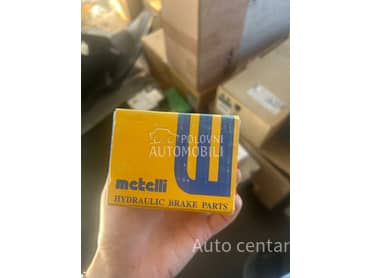 POLOVNI
AUTOMOBILI
metelli
HYDRAULIC BRAKE PARTS
Auto centar